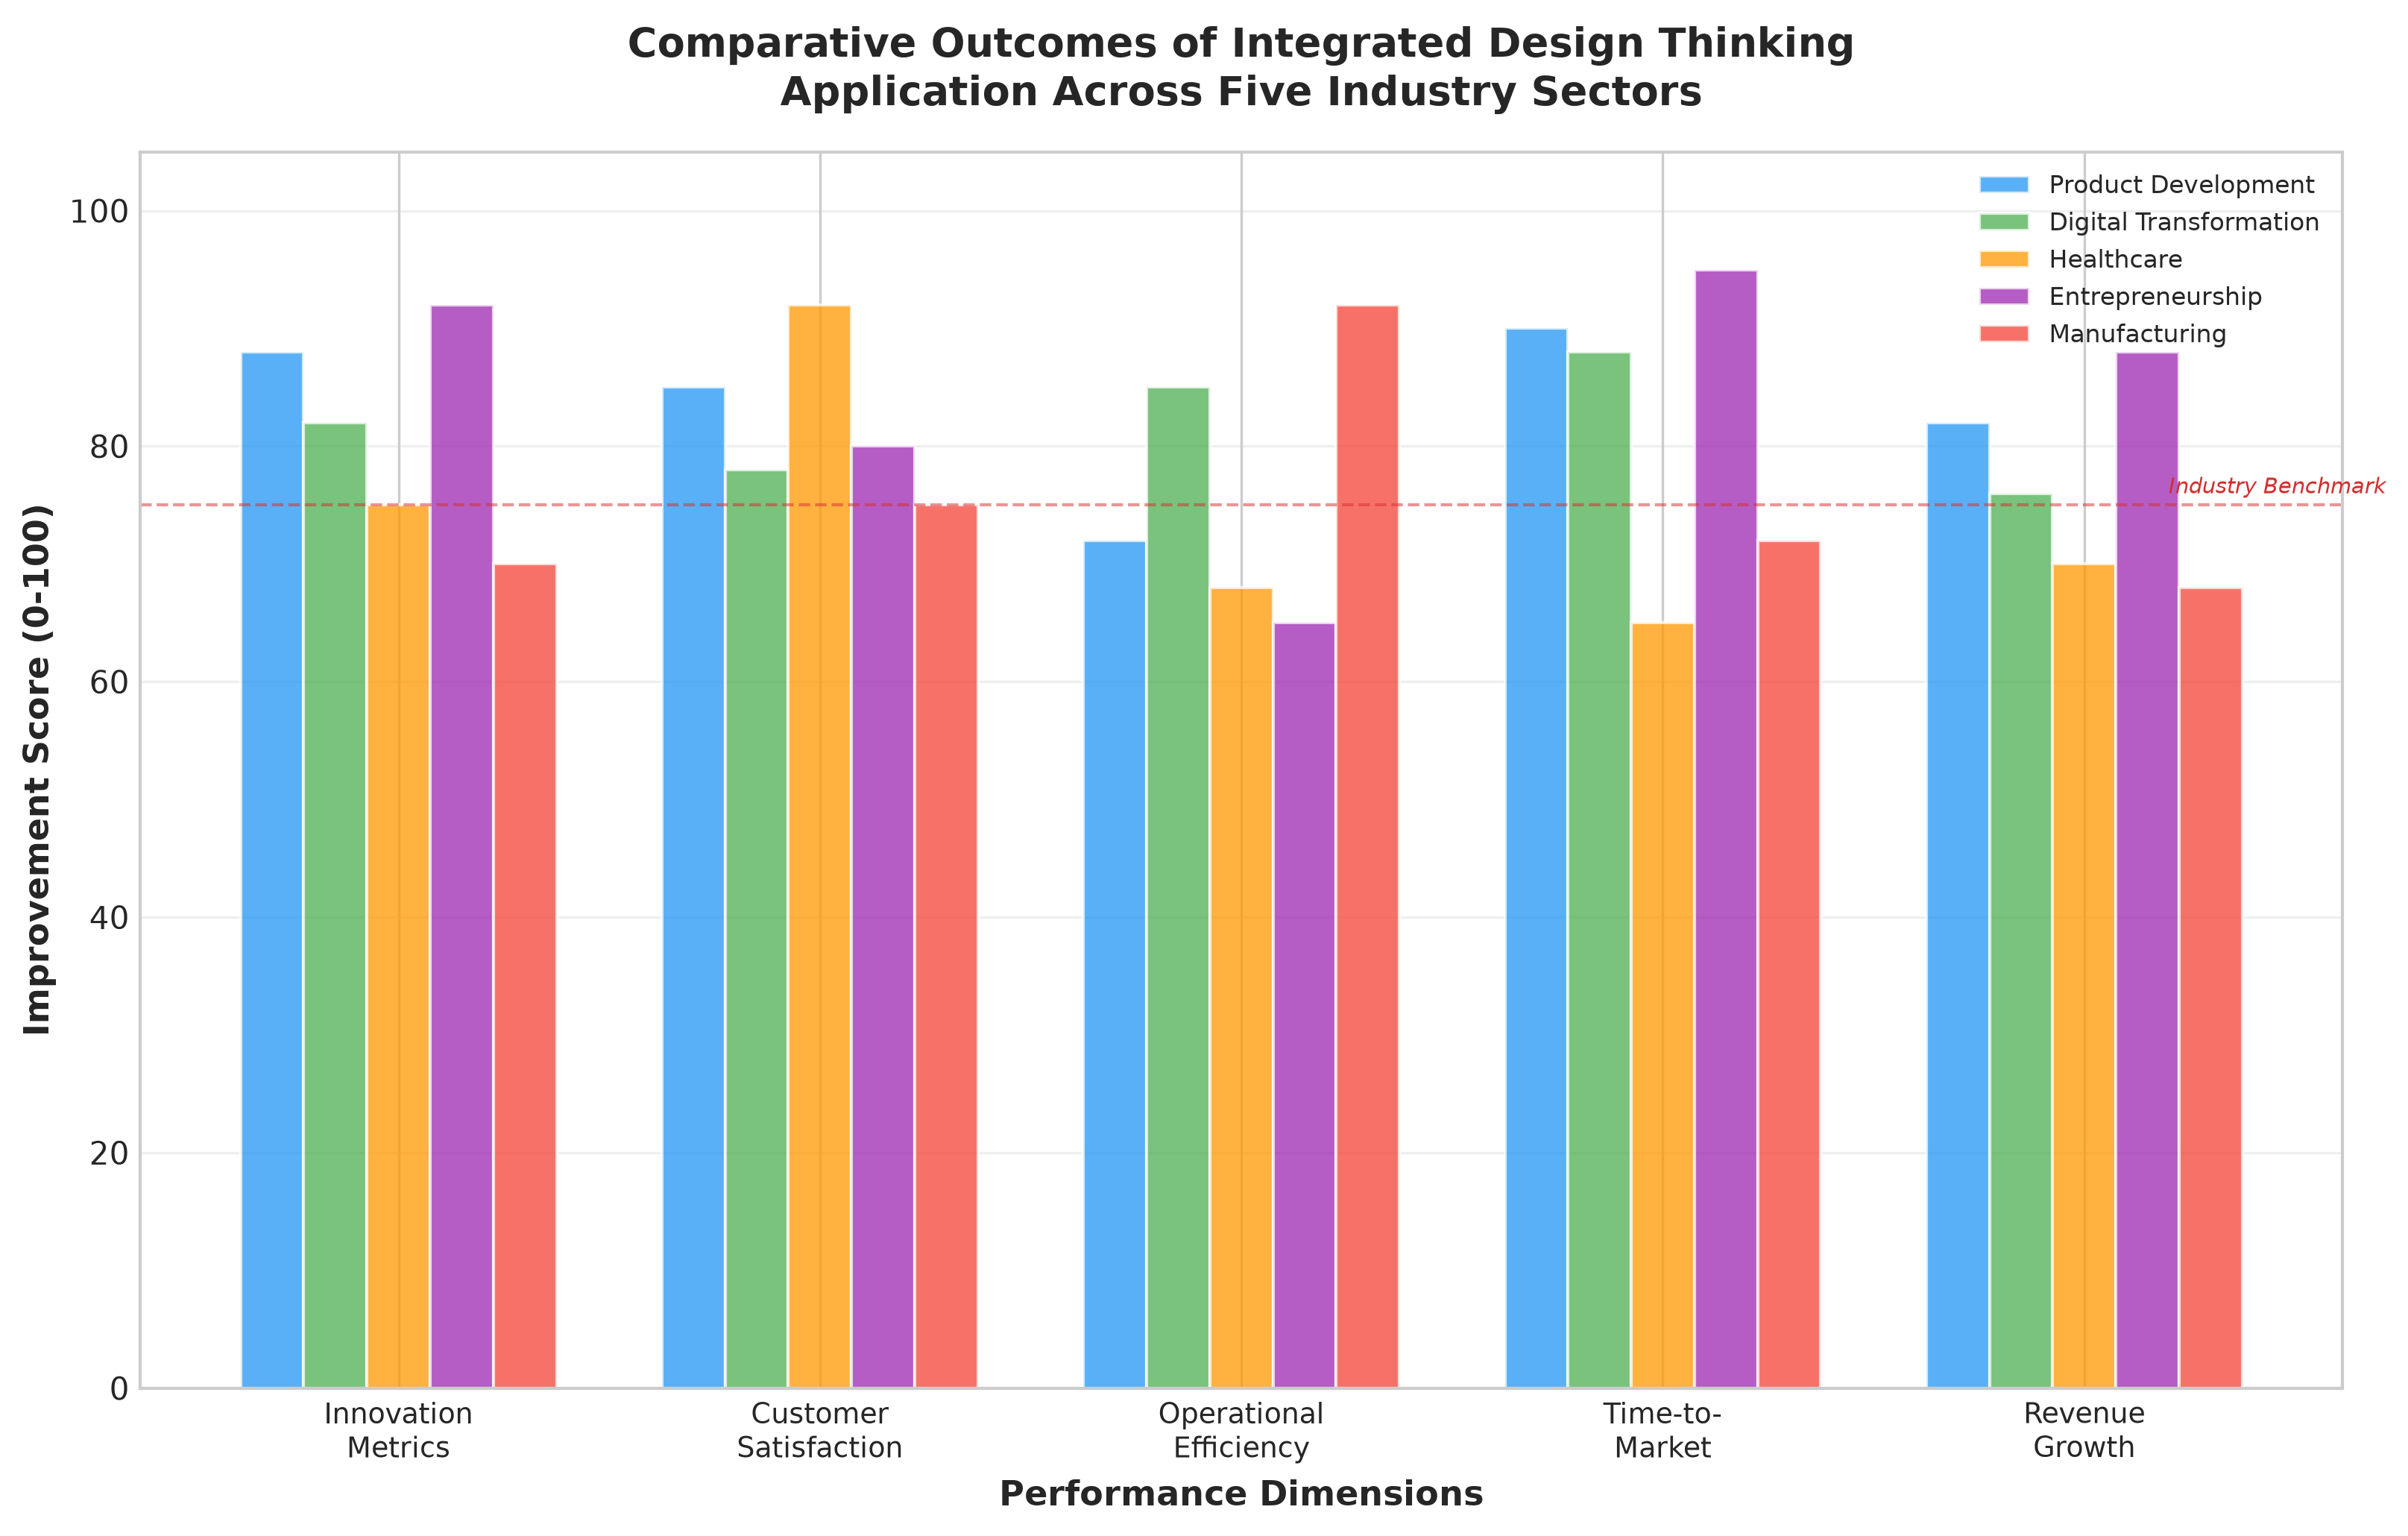 Comparative Outcomes of Integrated Design Thinking
Application Across Five Industry Sectors
Improvement Score (0-100)
100
80
60
40
20
0
Product Development
Digital Transformation
Healthcare
Entrepreneurship
Manufacturing
Industry Benchmark
Innovation
Metrics
Customer
Satisfaction
Operational
Efficiency
Time-to-
Market
Revenue
Growth
Performance Dimensions